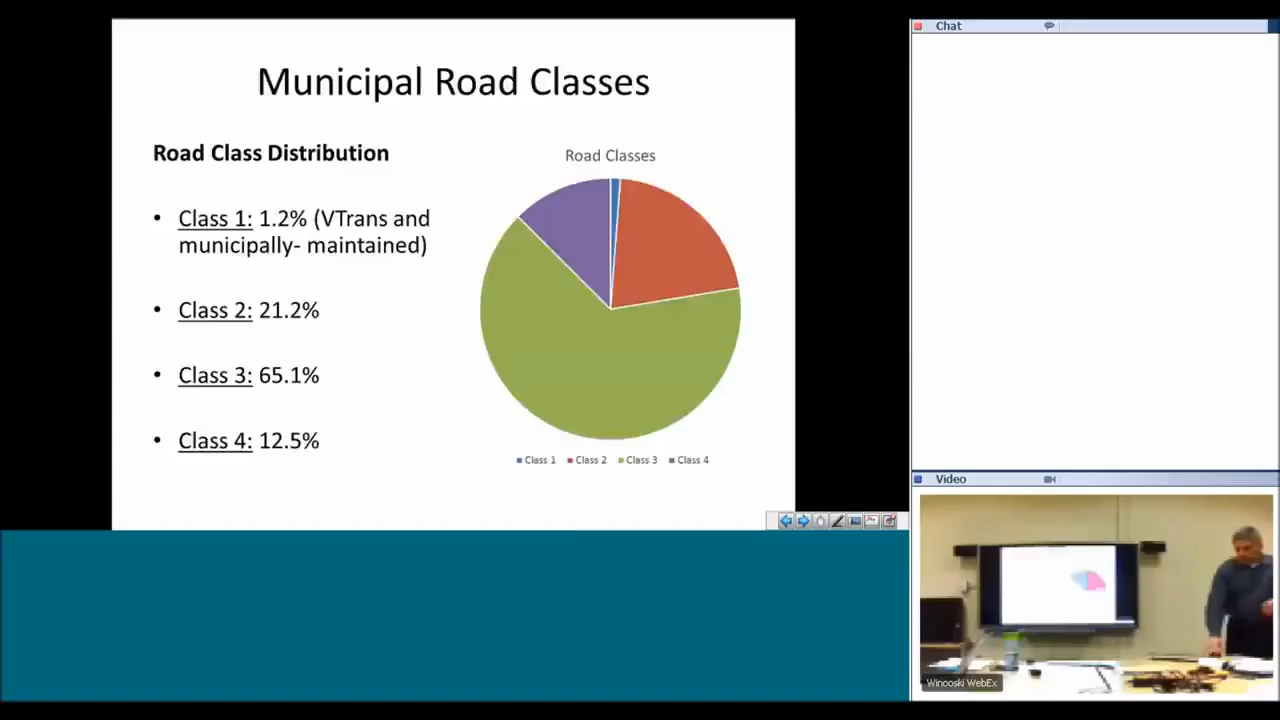 Municipal Road Classes
Road Class Distribution
• Class 1: 1.2% (VTrans and
municipally- maintained)
• Class 2: 21.2%
• Class 3: 65.1%
• Class 4: 12.5%
Road Classes
Class 1 Class 2 Class 3 Class 4
Chat
Video
Winooski WebEx